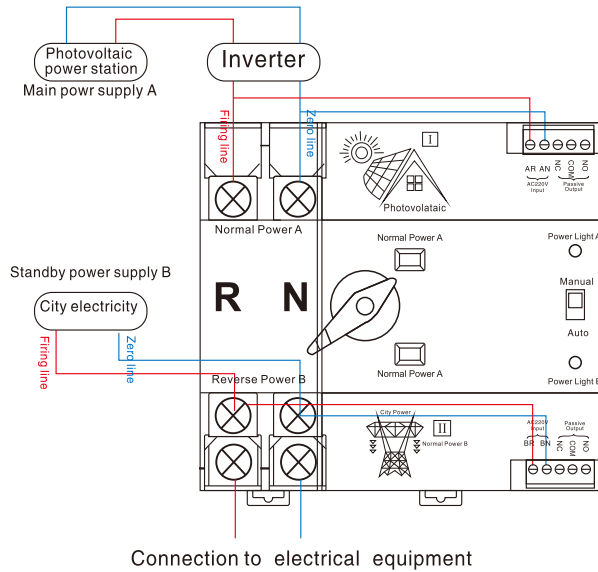 Photovoltaic
power station
Main powr supply A
Inverter
Firing line
Zero line
I
Photovolataic
AR AN NC COM NO
AC220V
Input
Passive
Output
Normal Power A
Normal Power A
Power Light A
Standby power supply B
City electricity
Firing line
Zero line
R N
Manual
Auto
Normal Power A
Reverse Power B
Power Light B
City Power
II
Normal Power B
AC220V
Input
Passive
Output
BR BN NC COM NO
Connection to electrical equipment